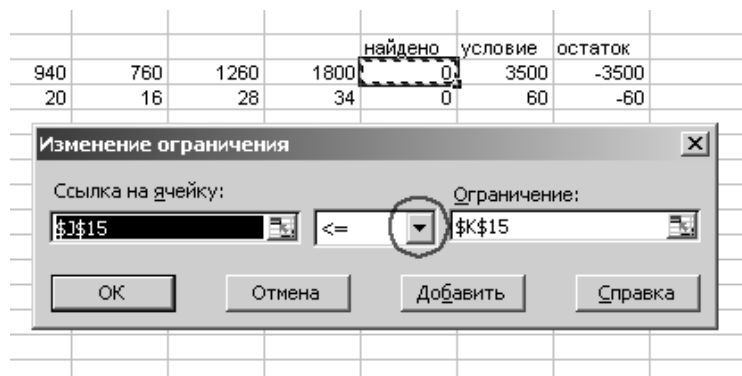 найдено условие остаток
940 760 1260 1800 0 3500 -3500
20 16 28 34 0 60 -60
Изменение ограничения
Ссылка на ячейку: Ограничение:
$J$15 <= $K$15
OK Отмена Добавить Справка